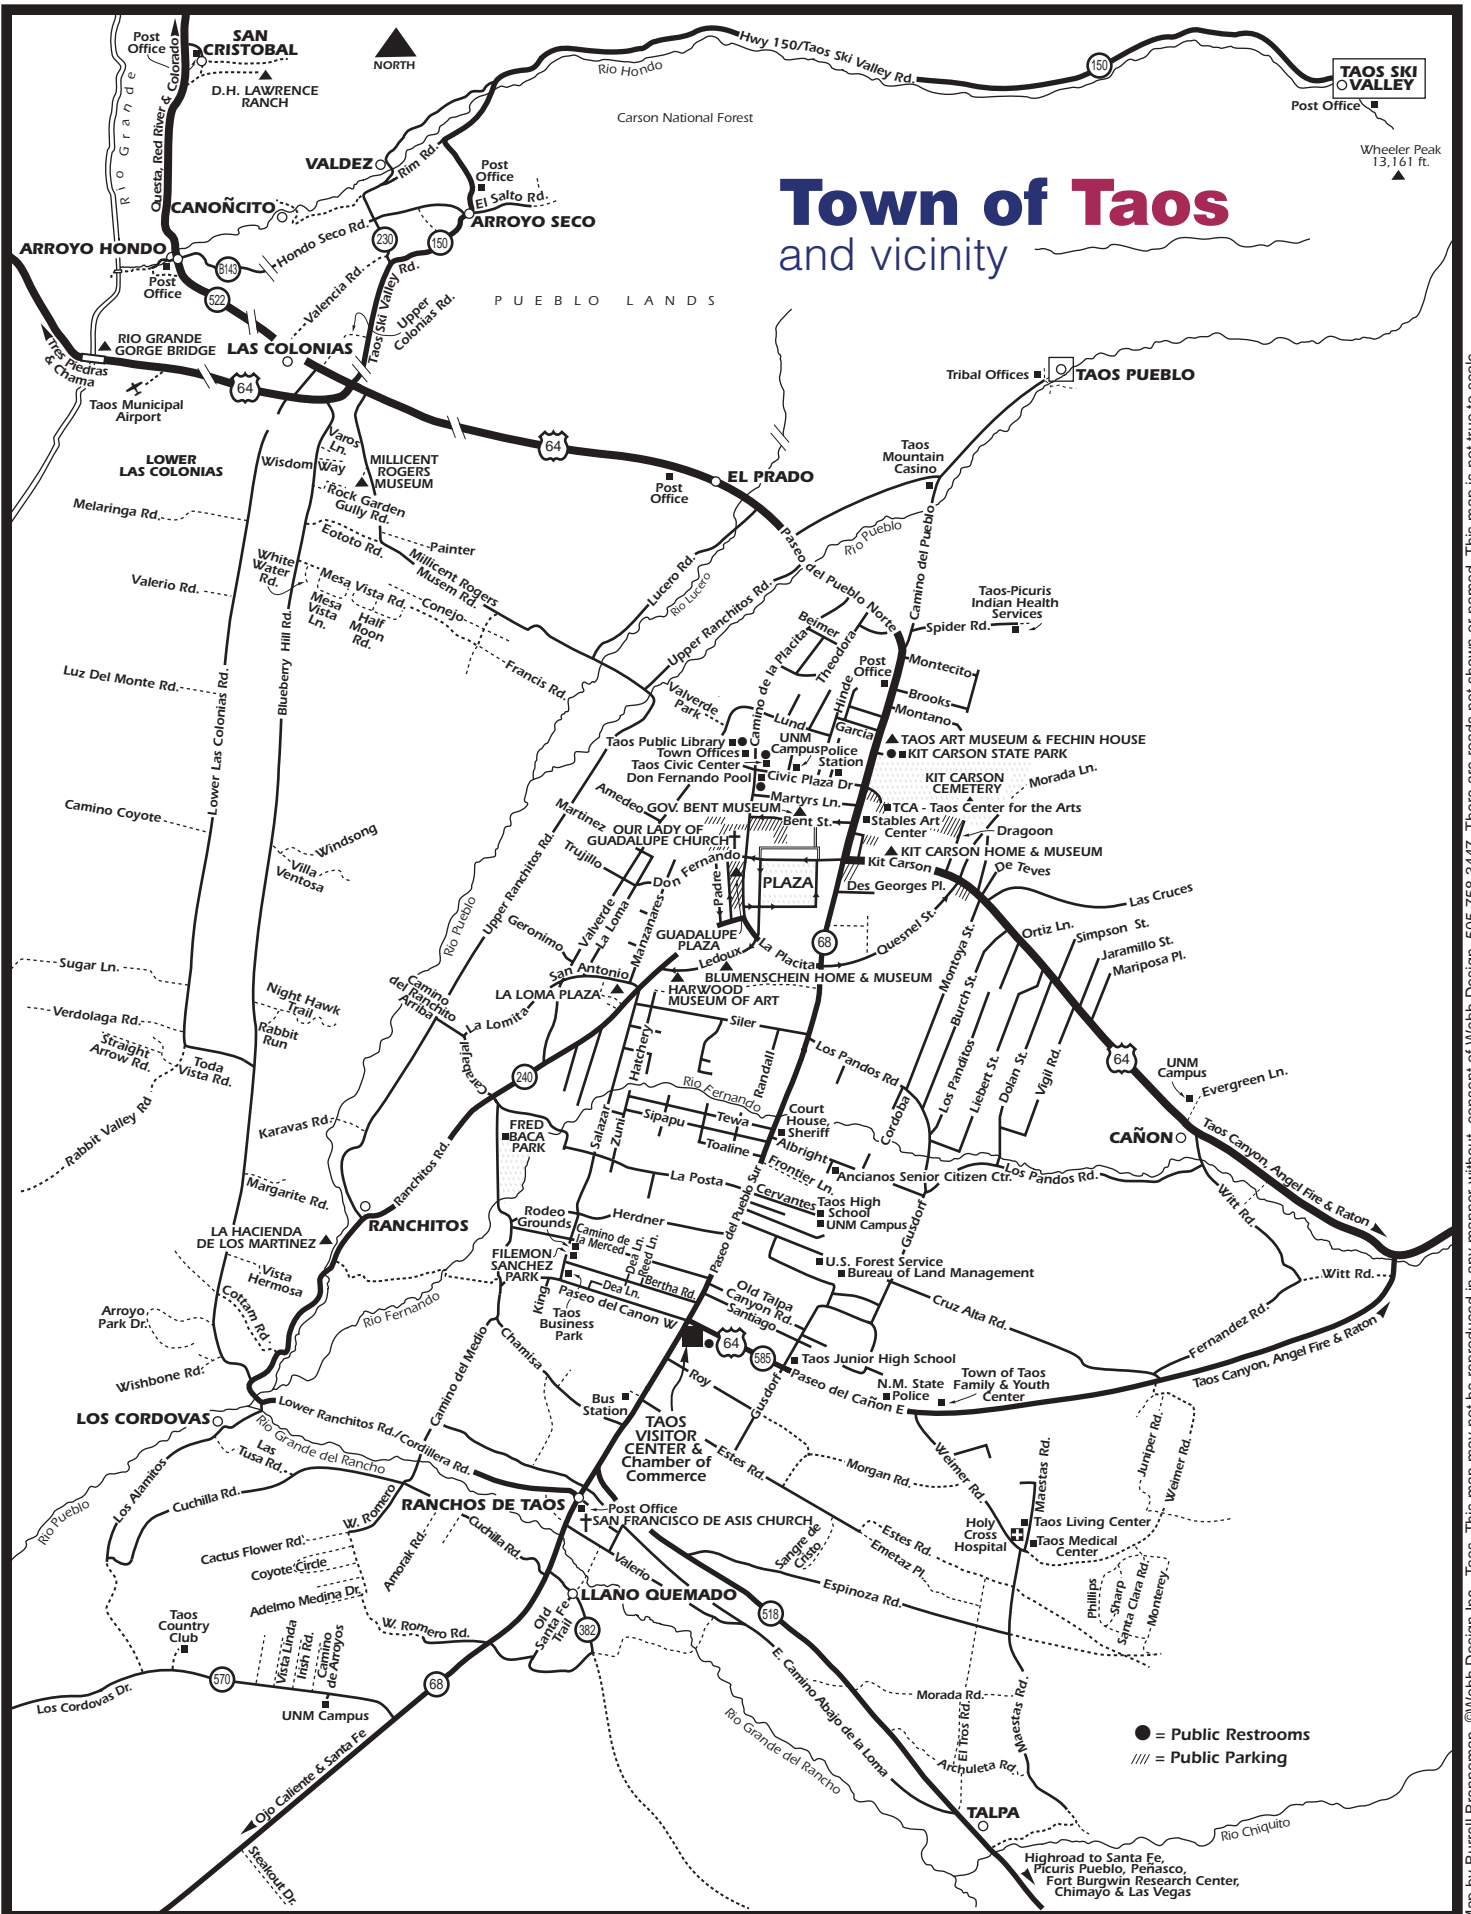 Post
Office
SAN
CRISTOBAL
D.H. LAWRENCE
RANCH
NORTH
Rio Grande
Questa, Red River & Colorado
Rio Hondo
Hwy 150/Taos Ski Valley Rd.
150
TAOS SKI
VALLEY
Post Office
Wheeler Peak
13,161 ft.
Carson National Forest
Town of Taos
and vicinity
VALDEZ
Rim Rd.
Post
Office
El Salto Rd.
ARROYO SECO
CANOÑCITO
Hondo Seco Rd.
230
150
ARROYO HONDO
B143
Post
Office
522
Valencia Rd.
Taos Ski Valley Rd.
Upper
Colonias Rd.
PUEBLO LANDS
RIO GRANDE
GORGE BRIDGE
LAS COLONIAS
Tres Piedras
& Chama
64
Taos Municipal
Airport
64
Tribal Offices
TAOS PUEBLO
Taos
Mountain
Casino
EL PRADO
Post
Office
LOWER
LAS COLONIAS
Varos
Ln.
Wisdom Way
MILLICENT
ROGERS
MUSEUM
Rock Garden
Gully Rd.
Melaringa Rd.
Eototo Rd.
Painter
Millicent Rogers
Musem Rd.
White
Water
Rd.
Mesa Vista Rd.
Mesa
Vista
Ln.
Half
Moon
Rd.
Conejo
Valerio Rd.
Francis Rd.
Luz Del Monte Rd.
Lower Las Colonias Rd.
Blueberry Hill Rd.
Lucero Rd.
Rio Lucero
Upper Ranchitos Rd.
Rio Pueblo
Paseo del Pueblo Norte
Camino del Pueblo
Taos-Picuris
Indian Health
Services
Spider Rd.
Beimer
Theodora
Camino de la Placita
Post
Office
Hinde
Montecito
Brooks
Montano
Valverde
Park
Lund
Garcia
UNM
Campus
Police
Station
Taos Public Library
Town Offices
Taos Civic Center
Don Fernando Pool
Civic Plaza Dr
TAOS ART MUSEUM & FECHIN HOUSE
KIT CARSON STATE PARK
KIT CARSON
CEMETERY
Morada Ln.
Martyrs Ln.
GOV. BENT MUSEUM
Bent St.
TCA - Taos Center for the Arts
Stables Art
Center
Dragoon
KIT CARSON HOME & MUSEUM
Amedeo
Martinez
Trujillo
OUR LADY OF
GUADALUPE CHURCH
Don Fernando
Kit Carson
De Teves
PLAZA
Padre
Des Georges Pl.
Las Cruces
Camino Coyote
Windsong
Villa
Ventosa
Upper Ranchitos Rd.
Rio Pueblo
Geronimo
Valverde
La Loma
Manzanares
GUADALUPE
PLAZA
Ledoux
La Placita
68
Quesnel St.
Montoya St.
Ortiz Ln.
Simpson St.
Jaramillo St.
Mariposa Pl.
BLUMENSCHEIN HOME & MUSEUM
HARWOOD
MUSEUM OF ART
San Antonio
LA LOMA PLAZA
Sugar Ln.
Night Hawk
Trail
Camino
del Ranchito
Arriba
La Lomita
Siler
Verdolaga Rd.
Rabbit
Run
Straight
Arrow Rd.
Toda
Vista Rd.
Carabajal
240
Hatchery
Randall
Los Pandos Rd
Burch St.
Los Panditos
Liebert St.
Dolan St.
Vigil Rd.
64
UNM
Campus
Evergreen Ln.
Rio Fernando
Rabbit Valley Rd
Karavas Rd.
FRED
BACA
PARK
Salazar
Zuni
Sipapu
Tewa
Toaline
Court
House,
Sheriff
Albright
Frontier Ln.
Cordoba
CAÑON
Taos Canyon, Angel Fire & Raton
Ancianos Senior Citizen Ctr.
Los Pandos Rd.
Witt Rd.
Margarite Rd.
Ranchitos Rd.
RANCHITOS
La Posta
Cervantes
Taos High
School
UNM Campus
Gusdorf
LA HACIENDA
DE LOS MARTINEZ
Rodeo
Grounds
Herdner
Camino de
la Merced
Dea Ln.
Reed Ln.
Paseo del Pueblo Sur
U.S. Forest Service
Bureau of Land Management
FILEMON
SANCHEZ
PARK
Bertha Rd.
Dea Ln.
Vista
Hermosa
Cottam Rd.
Rio Fernando
King
Paseo del Canon W
Taos
Business
Park
Old Talpa
Canyon Rd.
Santiago
Cruz Alta Rd.
Witt Rd.
Fernandez Rd.
Taos Canyon, Angel Fire & Raton
Arroyo
Park Dr.
Camino del Medio
Chamisa
64
585
Taos Junior High School
Paseo del Cañon E
N.M. State
Police
Town of Taos
Family & Youth
Center
Wishbone Rd.
Roy
Gusdorf
Bus
Station
TAOS
VISITOR
CENTER &
Chamber of
Commerce
LOS CORDOVAS
Lower Ranchitos Rd./Cordillera Rd.
Rio Grande del Rancho
Las
Tusa Rd.
Estes Rd.
Morgan Rd.
Weimer Rd.
Maestas Rd.
Juniper Rd.
Weimer Rd.
Los Alamitos
Cuchilla Rd.
Rio Pueblo
W. Romero
RANCHOS DE TAOS
Post Office
SAN FRANCISCO DE ASIS CHURCH
Holy
Cross
Hospital
Taos Living Center
Taos Medical
Center
Cactus Flower Rd.
Coyote Circle
Adelmo Medina Dr.
Amorak Rd.
Cuchilla Rd.
Valerio
Sangre de
Cristo
Estes Rd.
Emetaz Pl.
Espinoza Rd.
Phillips
Sharp
Santa Clara Rd.
Monterey
LLANO QUEMADO
Old
Santa Fe
Trail
382
518
Taos
Country
Club
W. Romero Rd.
Vista Linda
Irish Rd.
Camino
de Arroyos
570
68
Los Cordovas Dr.
UNM Campus
E. Camino Abajo de la Loma
Morada Rd.
El Tros Rd.
Maestas Rd.
Archuleta Rd.
Rio Grande del Rancho
Ojo Caliente & Santa Fe
Steakout Dr.
= Public Restrooms
= Public Parking
TALPA
Rio Chiquito
Highroad to Santa Fe,
Picuris Pueblo, Peñasco,
Fort Burgwin Research Center,
Chimayo & Las Vegas